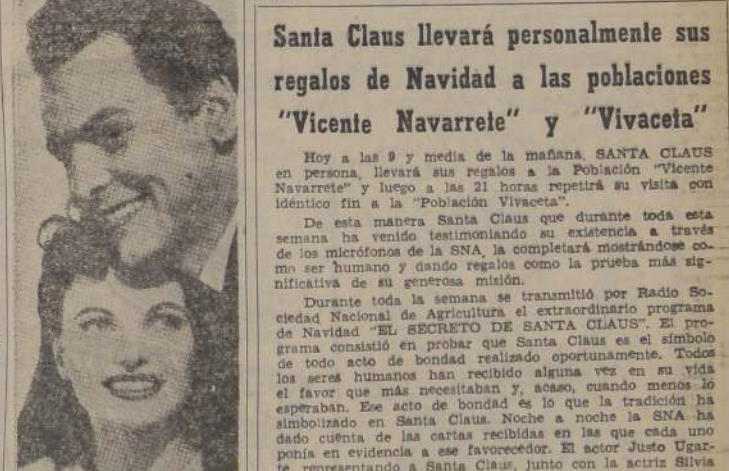 Santa Claus llevará personalmente sus
regalos de Navidad a las poblaciones
"Vicente Navarrete" y "Vivaceta"
Hoy a las 9 y media de la mañana, SANTA CLAUS
en persona, llevará sus regalos a la Población "Vicente
Navarrete" y luego a las 21 horas repetirá su visita con
idéntico fin a la "Población Vivaceta".
De esta manera Santa Claus que durante toda esta
semana ha venido testimoniando su existencia a través
de los micrófonos de la SNA, la completará mostrándose co-
mo ser humano y dando regalos como la prueba más sig-
nificativa de su generosa misión.
Durante toda la semana se transmitió por Radio So-
ciedad Nacional de Agricultura el extraordinario programa
de Navidad "EL SECRETO DE SANTA CLAUS". El pro-
grama consistió en probar que Santa Claus es el símbolo
de todo acto de bondad realizado oportunamente. Todos
los seres humanos han recibido alguna vez en su vida
el favor que más necesitaban y, acaso, cuando menos lo
esperaban. Ese acto de bondad es lo que la tradición ha
simbolizado en Santa Claus. Noche a noche la SNA ha
dado cuenta de las cartas recibidas en las que cada uno
ponía en evidencia a ese favorecedor. El actor Justo Ugar-
te, representando a Santa Claus, junto con la actriz Silvia